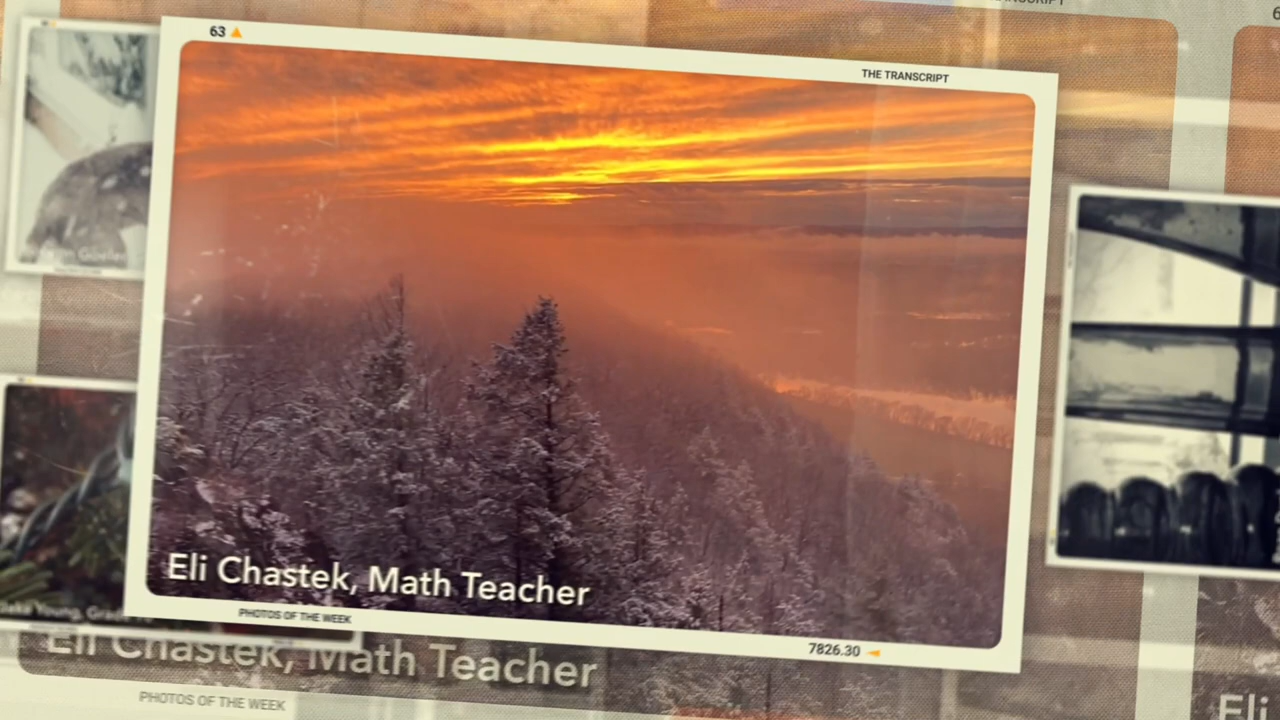 63
THE TRANSCRIPT
Eli Chastek, Math Teacher
PHOTOS OF THE WEEK
7826.30
Eli Chastek, Math Teacher
PHOTOS OF THE WEEK
Eli